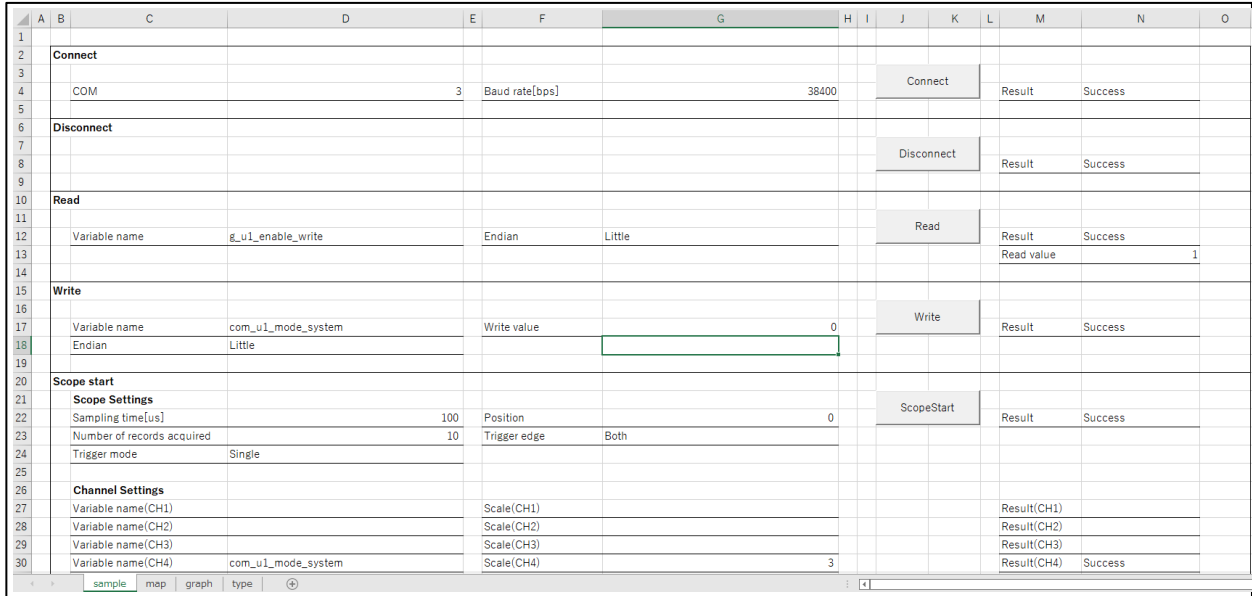 A B C D E F G H I J K L M N O
1
2 Connect
3 Connect
4 COM 3 Baud rate[bps] 38400 Result Success
5
6 Disconnect
7 Disconnect
8 Result Success
9
10 Read
11 Read
12 Variable name g_u1_enable_write Endian Little Result Success
13 Read value 1
14
15 Write
16 Write
17 Variable name com_u1_mode_system Write value 0 Result Success
18 Endian Little
19
20 Scope start
21 Scope Settings ScopeStart
22 Sampling time[us] 100 Position 0 Result Success
23 Number of records acquired 10 Trigger edge Both
24 Trigger mode Single
25
26 Channel Settings
27 Variable name(CH1) Scale(CH1) Result(CH1)
28 Variable name(CH2) Scale(CH2) Result(CH2)
29 Variable name(CH3) Scale(CH3) Result(CH3)
30 Variable name(CH4) com_u1_mode_system Scale(CH4) 3 Result(CH4) Success
sample map graph type